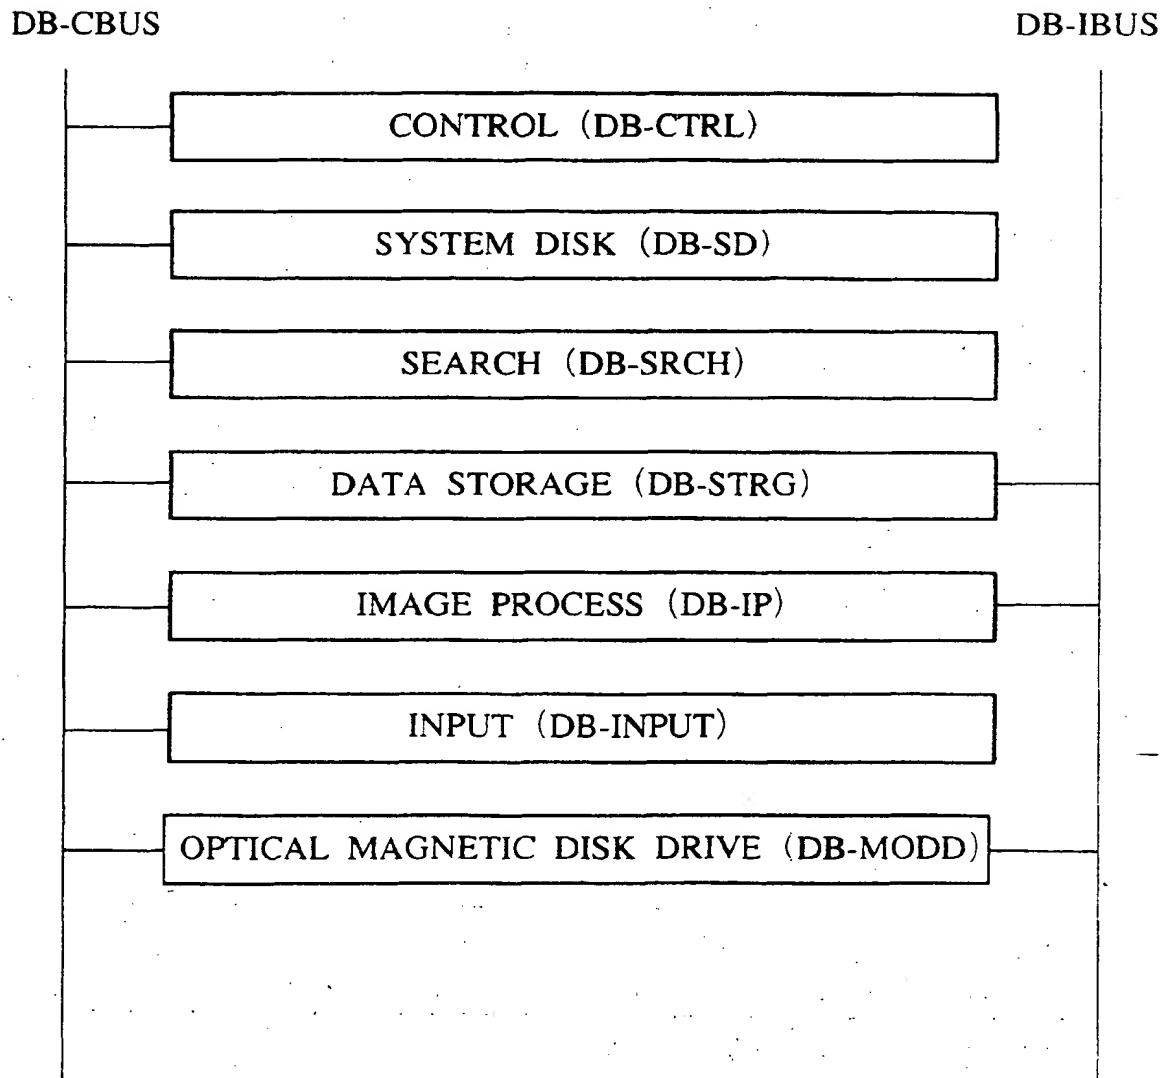 DB-CBUS DB-IBUS
CONTROL (DB-CTRL)
SYSTEM DISK (DB-SD)
SEARCH (DB-SRCH)
DATA STORAGE (DB-STRG)
IMAGE PROCESS (DB-IP)
INPUT (DB-INPUT)
OPTICAL MAGNETIC DISK DRIVE (DB-MODD)